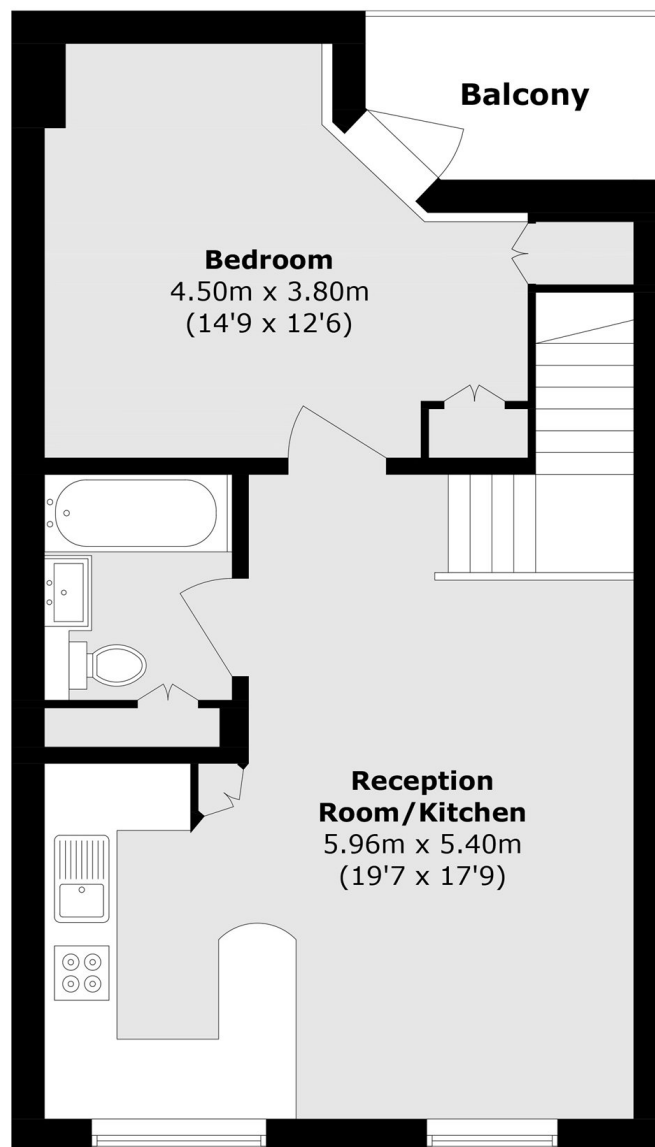 Balcony
Bedroom
4.50m x 3.80m
(14'9 x 12'6)
Reception
Room/Kitchen
5.96m x 5.40m
(19'7 x 17'9)